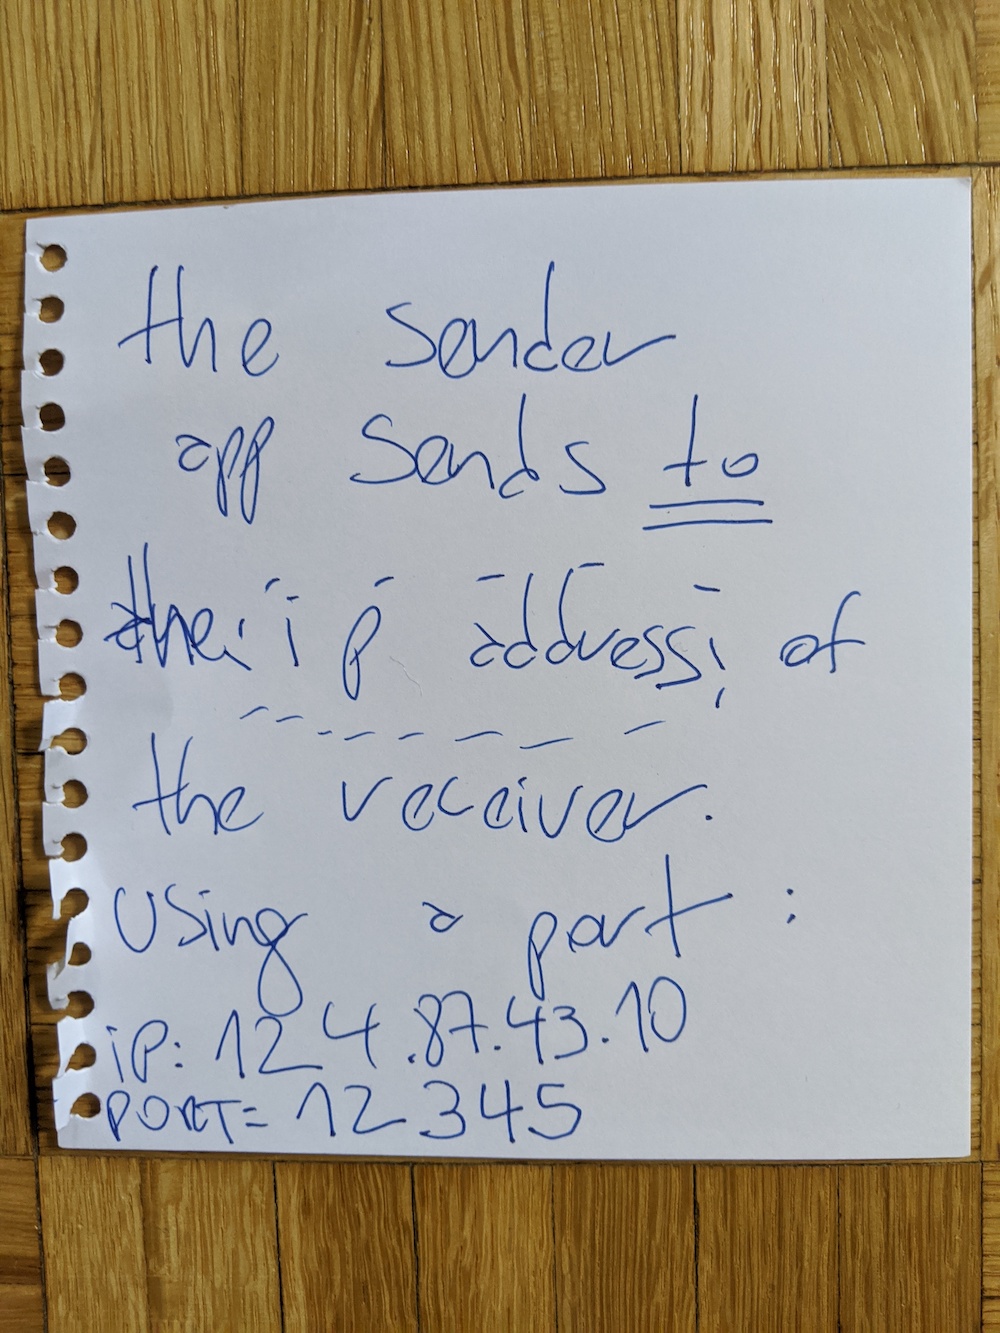 the sender
app sends to
the ip address of
the receiver.
Using a port :
iP: 124.87.43.10
PORT= 12345